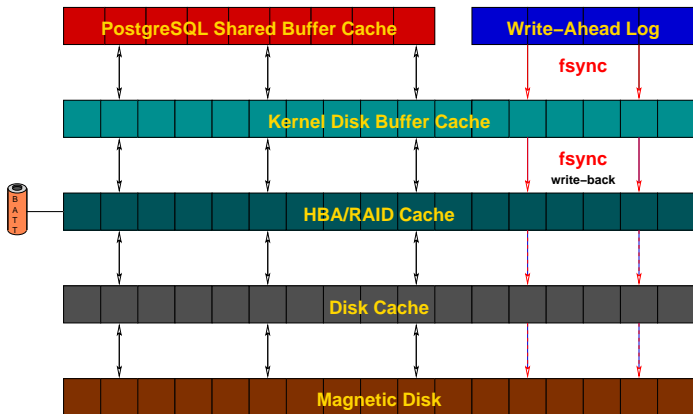 PostgreSQL Shared Buffer Cache
Write−Ahead Log
fsync
Kernel Disk Buffer Cache
fsync
write−back
B
A
T
T
HBA/RAID Cache
Disk Cache
Magnetic Disk